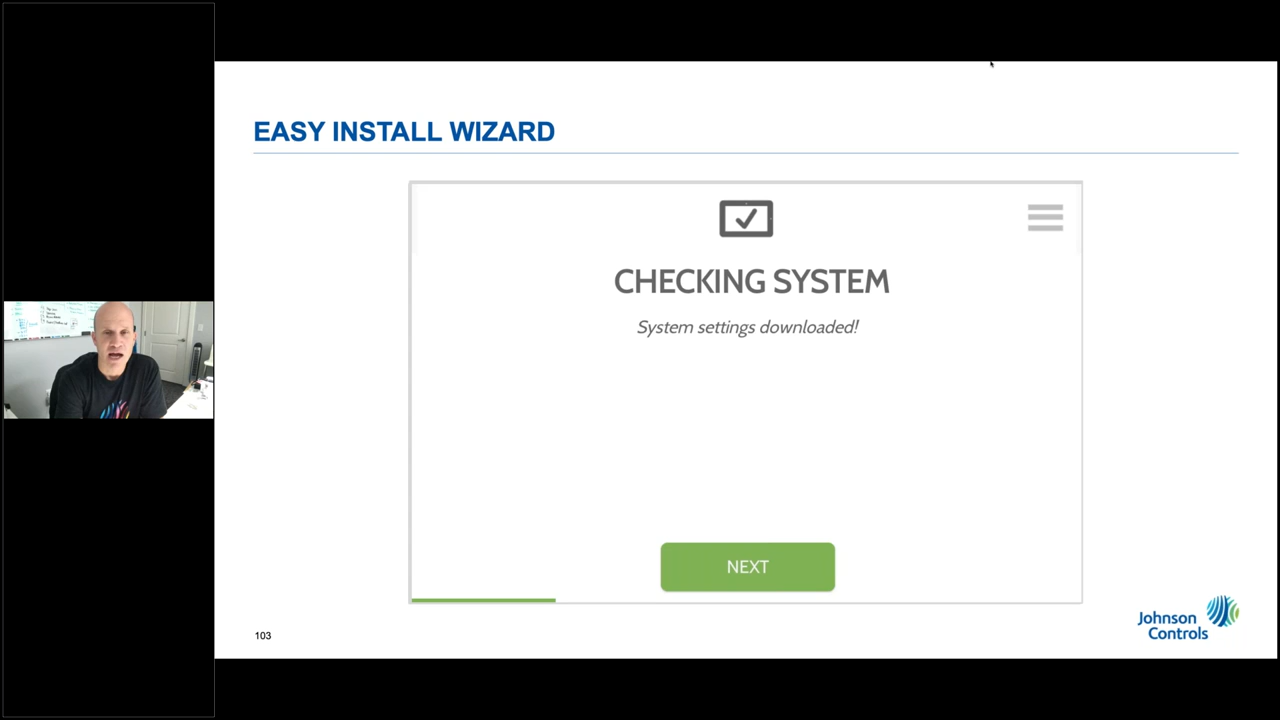 EASY INSTALL WIZARD
CHECKING SYSTEM
System settings downloaded!
NEXT
103
Johnson
Controls